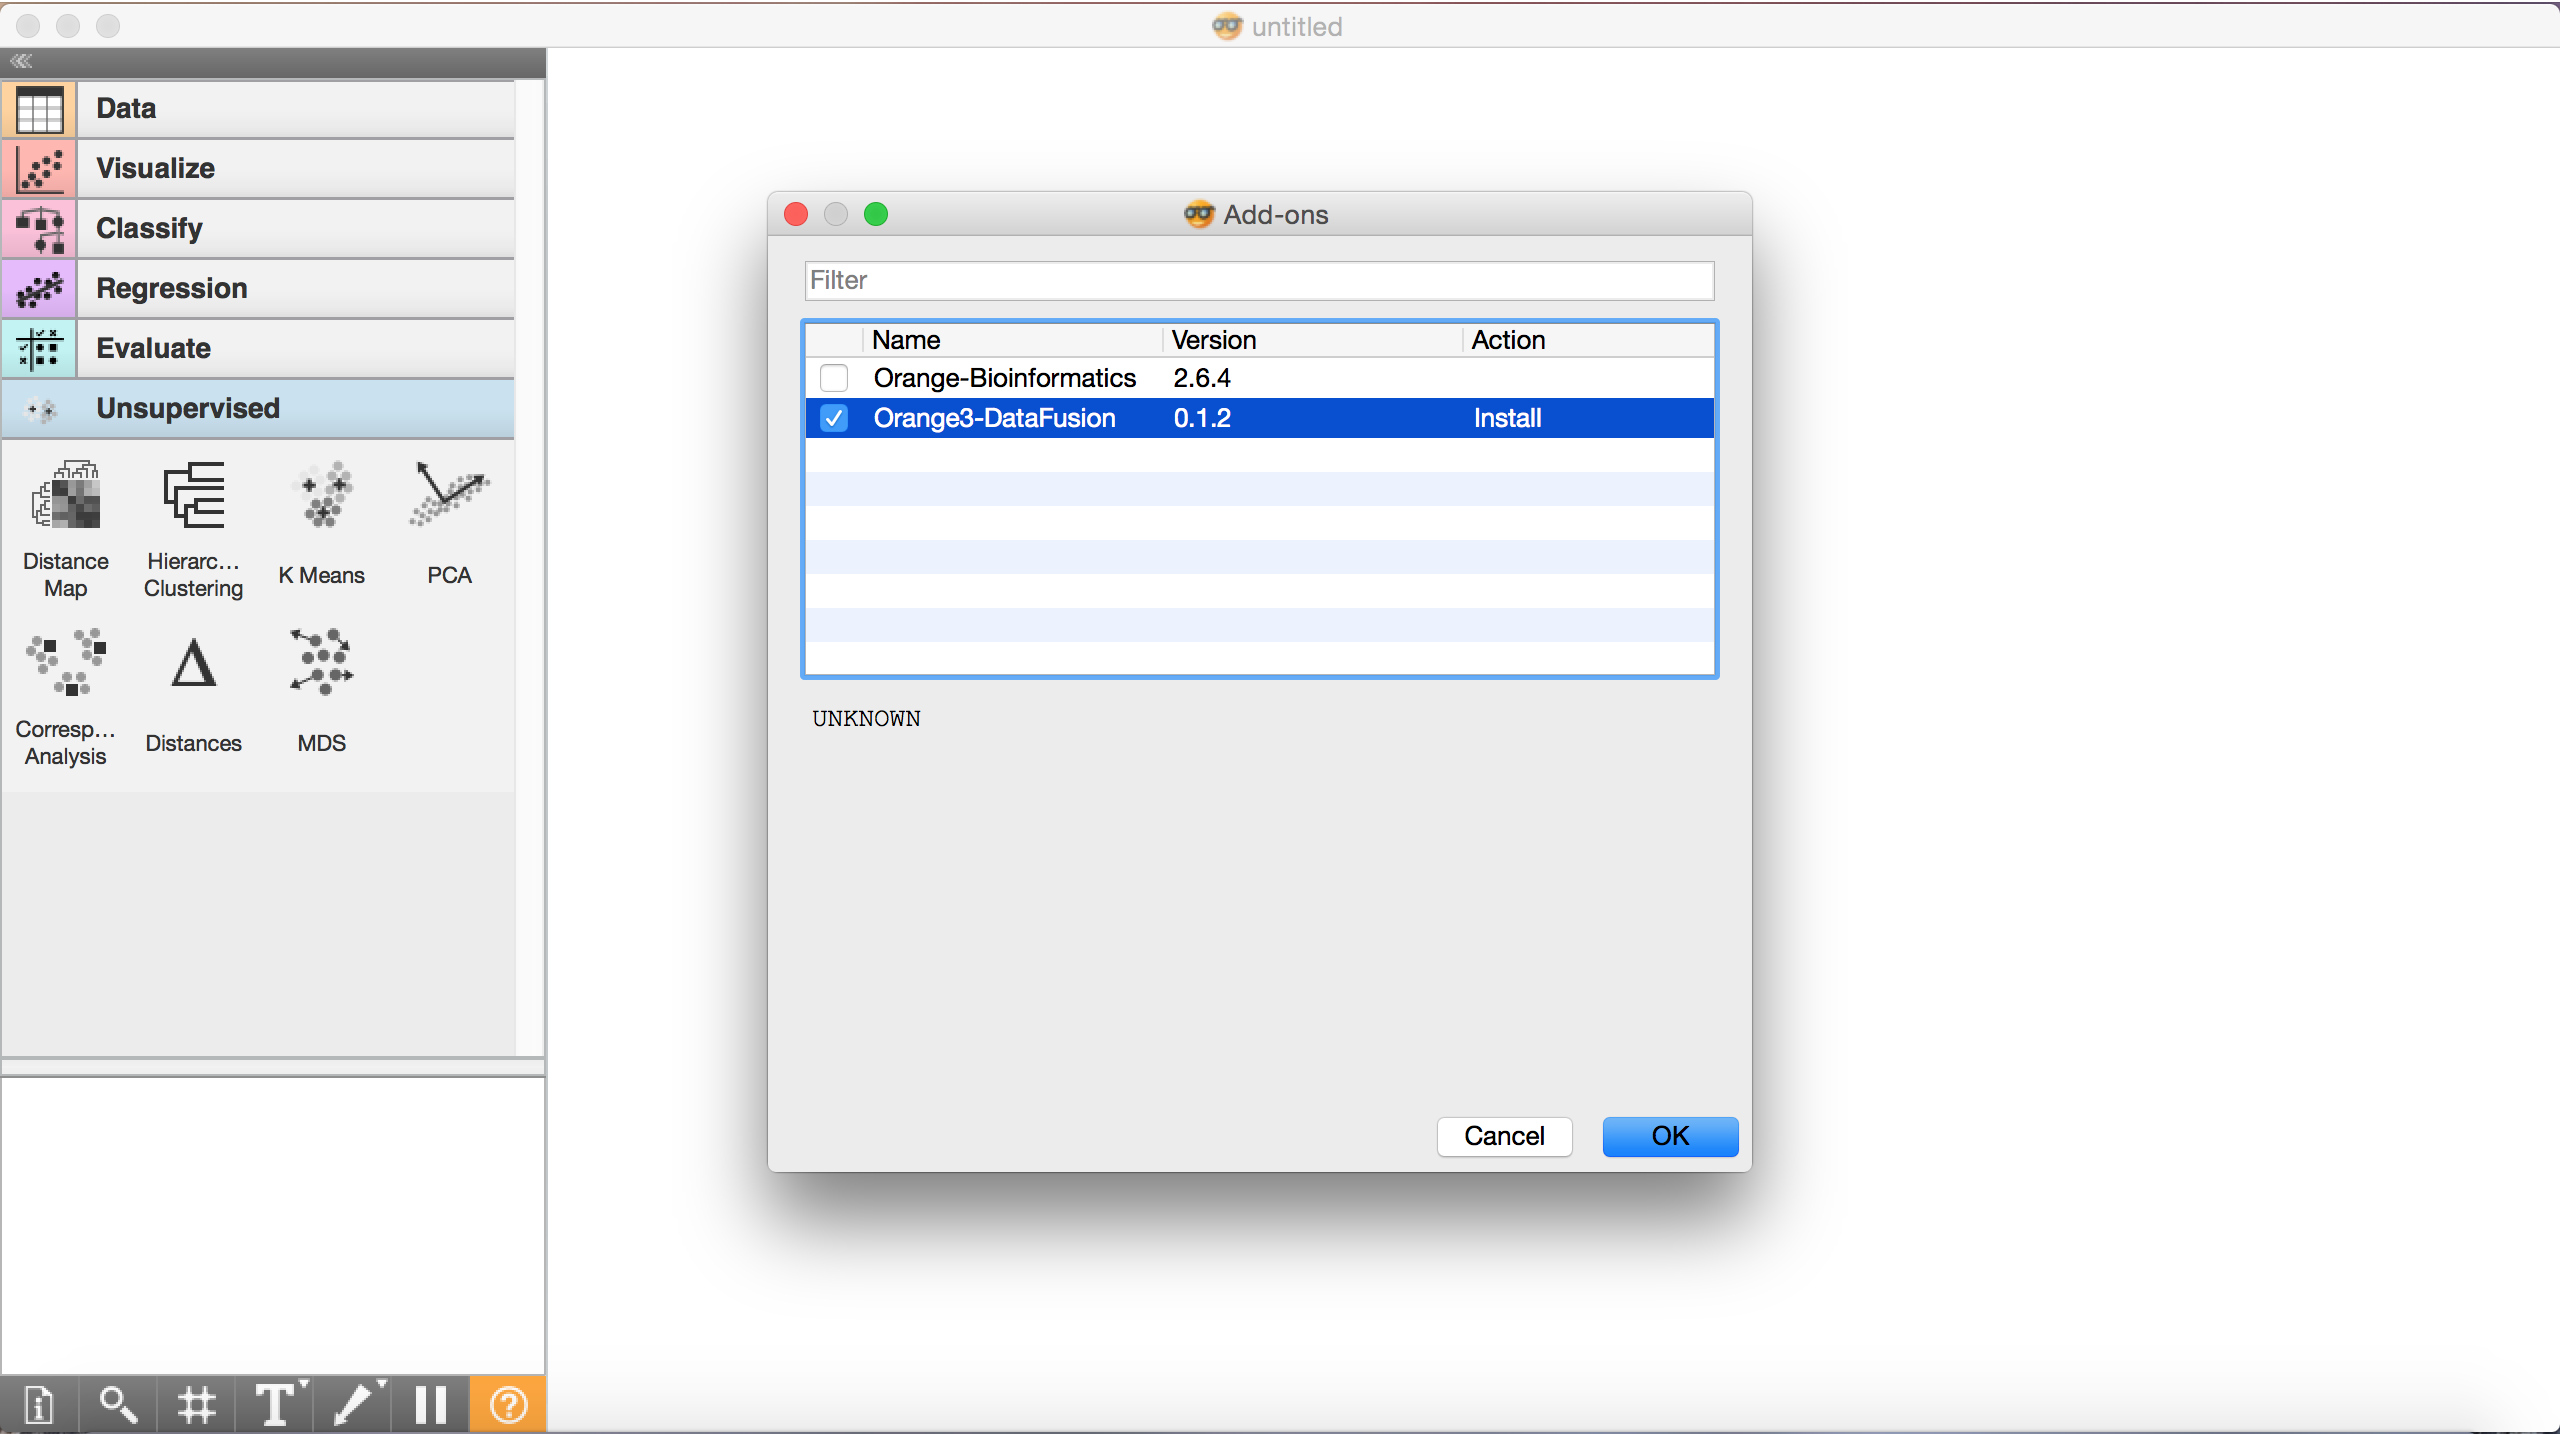 untitled
Data
Visualize
Classify
Regression
Evaluate
Unsupervised
Distance
Map
Hierarc...
Clustering
K Means
PCA
Corresp...
Analysis
Distances
MDS
Add-ons
Filter
Name Version Action
Orange-Bioinformatics 2.6.4
Orange3-DataFusion 0.1.2 Install
UNKNOWN
Cancel OK